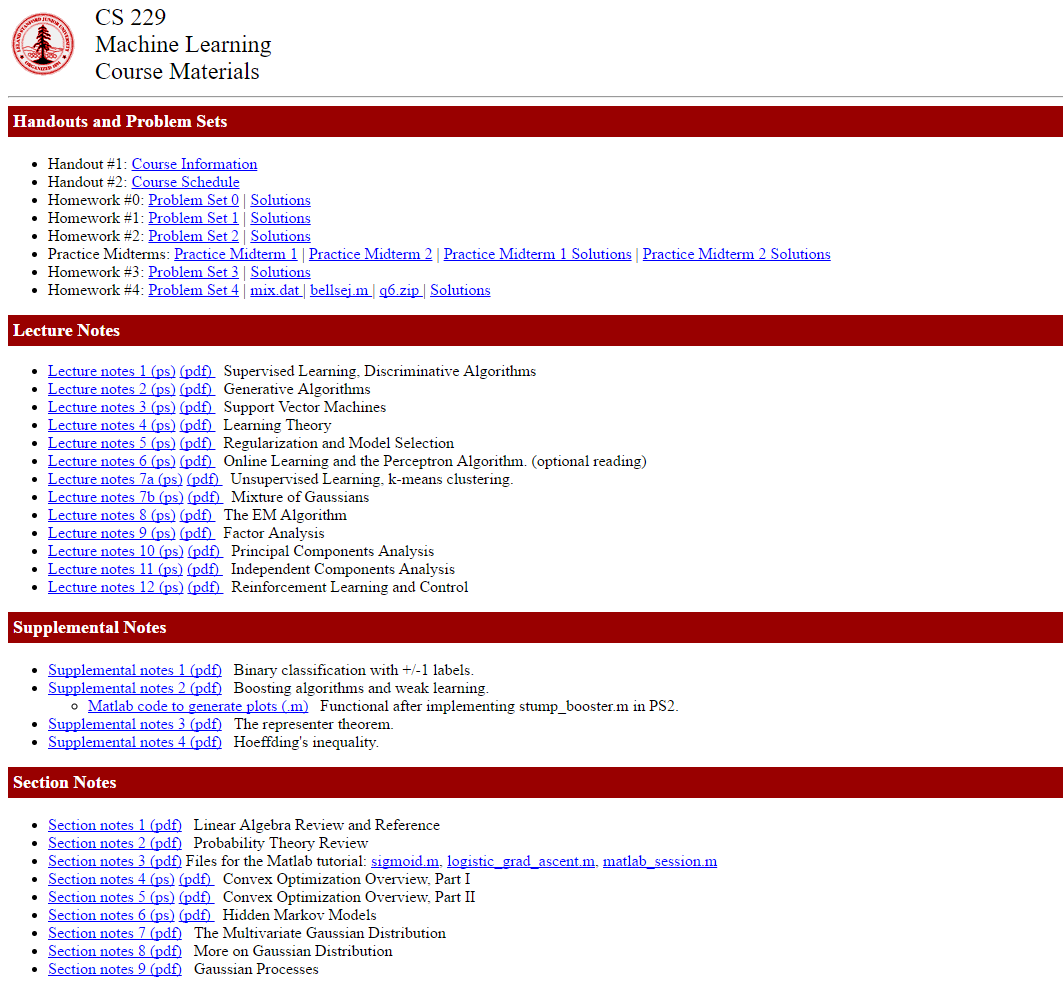 CS 229
Machine Learning
Course Materials
Handouts and Problem Sets
Handout #1: Course Information
Handout #2: Course Schedule
Homework #0: Problem Set 0 | Solutions
Homework #1: Problem Set 1 | Solutions
Homework #2: Problem Set 2 | Solutions
Practice Midterms: Practice Midterm 1 | Practice Midterm 2 | Practice Midterm 1 Solutions | Practice Midterm 2 Solutions
Homework #3: Problem Set 3 | Solutions
Homework #4: Problem Set 4 | mix.dat | bellsej.m | q6.zip | Solutions
Lecture Notes
Lecture notes 1 (ps) (pdf) Supervised Learning, Discriminative Algorithms
Lecture notes 2 (ps) (pdf) Generative Algorithms
Lecture notes 3 (ps) (pdf) Support Vector Machines
Lecture notes 4 (ps) (pdf) Learning Theory
Lecture notes 5 (ps) (pdf) Regularization and Model Selection
Lecture notes 6 (ps) (pdf) Online Learning and the Perceptron Algorithm. (optional reading)
Lecture notes 7a (ps) (pdf) Unsupervised Learning, k-means clustering.
Lecture notes 7b (ps) (pdf) Mixture of Gaussians
Lecture notes 8 (ps) (pdf) The EM Algorithm
Lecture notes 9 (ps) (pdf) Factor Analysis
Lecture notes 10 (ps) (pdf) Principal Components Analysis
Lecture notes 11 (ps) (pdf) Independent Components Analysis
Lecture notes 12 (ps) (pdf) Reinforcement Learning and Control
Supplemental Notes
Supplemental notes 1 (pdf) Binary classification with +/-1 labels.
Supplemental notes 2 (pdf) Boosting algorithms and weak learning.
Matlab code to generate plots (.m) Functional after implementing stump_booster.m in PS2.
Supplemental notes 3 (pdf) The representer theorem.
Supplemental notes 4 (pdf) Hoeffding's inequality.
Section Notes
Section notes 1 (pdf) Linear Algebra Review and Reference
Section notes 2 (pdf) Probability Theory Review
Section notes 3 (pdf) Files for the Matlab tutorial: sigmoid.m, logistic_grad_ascent.m, matlab_session.m
Section notes 4 (ps) (pdf) Convex Optimization Overview, Part I
Section notes 5 (ps) (pdf) Convex Optimization Overview, Part II
Section notes 6 (ps) (pdf) Hidden Markov Models
Section notes 7 (pdf) The Multivariate Gaussian Distribution
Section notes 8 (pdf) More on Gaussian Distribution
Section notes 9 (pdf) Gaussian Processes